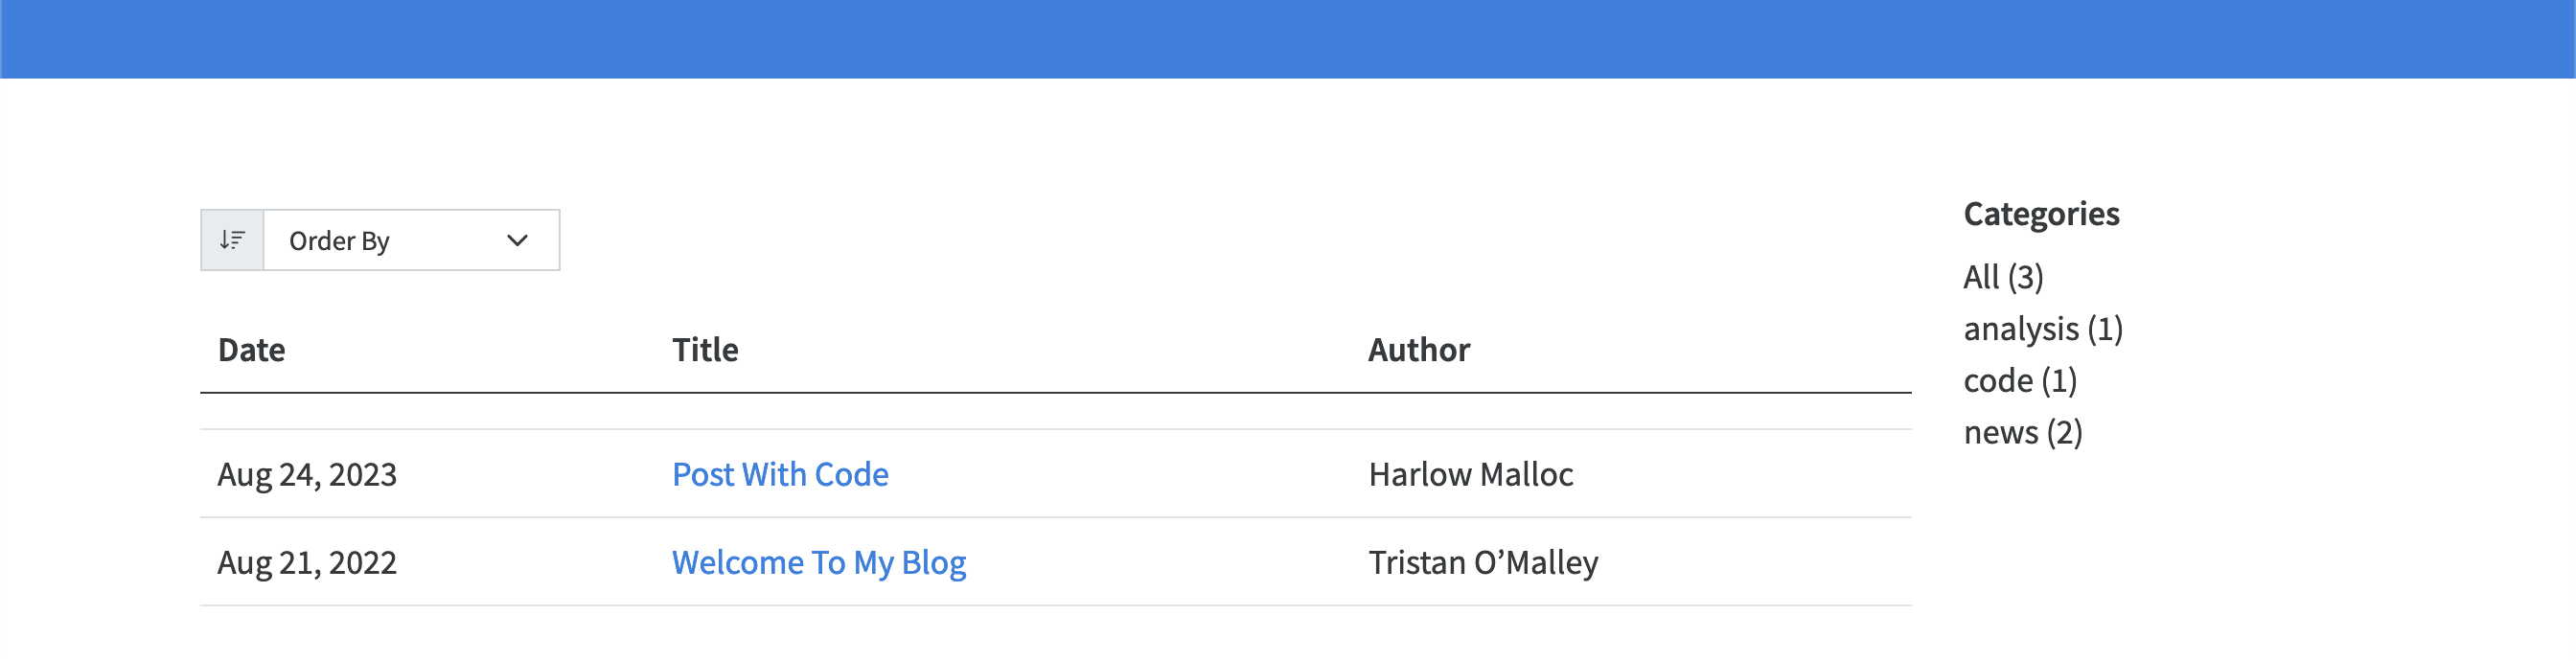 Order By
Date Title Author
Aug 24, 2023 Post With Code Harlow Malloc
Aug 21, 2022 Welcome To My Blog Tristan O’Malley
Categories
All (3)
analysis (1)
code (1)
news (2)